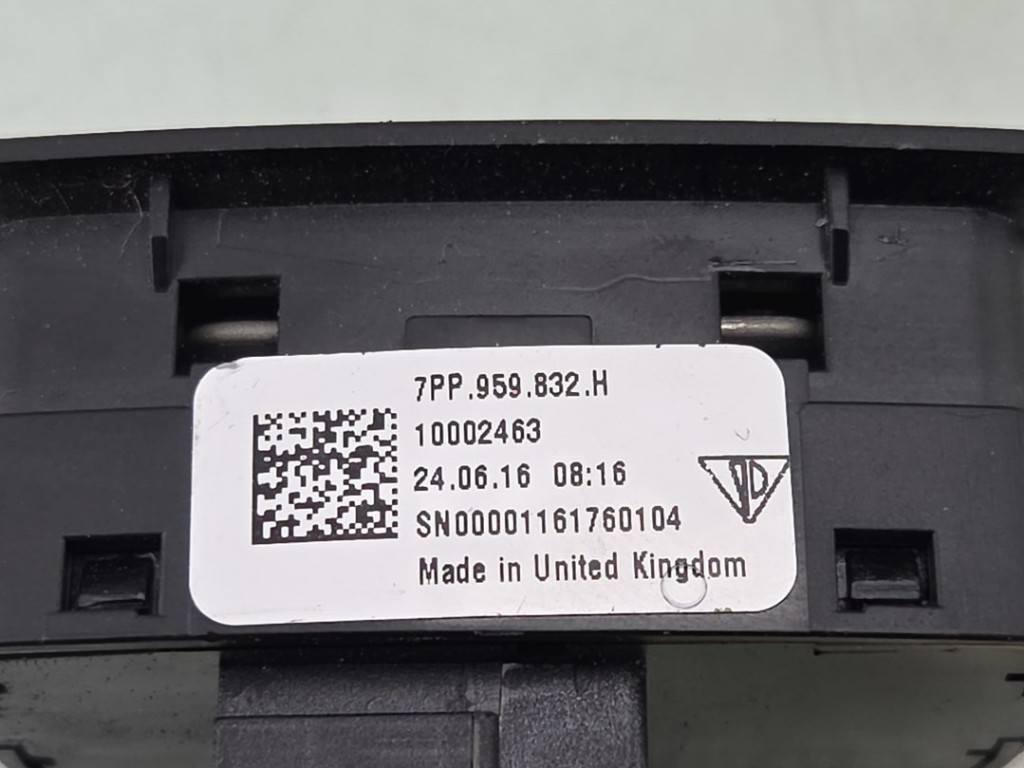 7PP.959.832.H
10002463
24.06.16 08:16
SN00001161760104
Made in United Kingdom